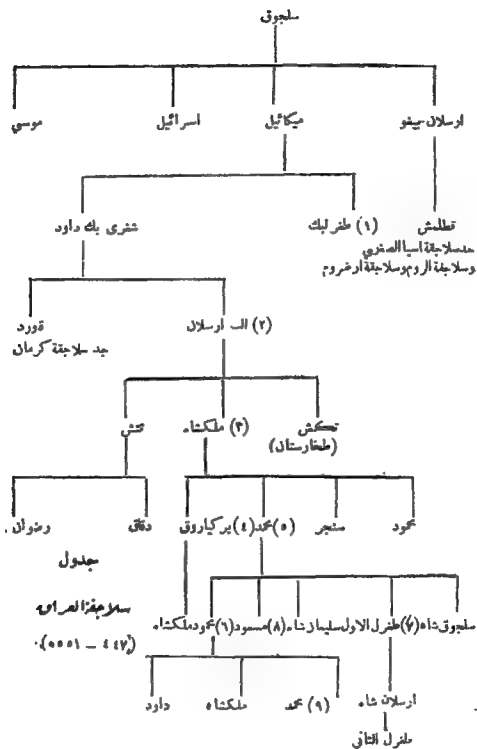 سلجوق
ارسلان بيغو ميكائيل اسرائيل موسى
قطلمش (١) طغرلبك شغرى بك داود
جد سلاجقة اسيا الصغرى
وسلاجقة الروم وسلاجقة ارضروم
(٢) الب ارسلان قورد
جد سلاجقة كرمان
تكش (٣) ملكشاه تتش
(طخارستان)
محمود سنجر (٥) محمد (٤) بركياروق دقاق رضوان
جدول
سلاجقة العراق
سلجوق شاه (٧) طغرل الاول سليمان شاه (٨) مسعود (٦) محمود ملكشاه
(٤٤٧ - ٥٥٥١).
ارسلان شاه (٩) محمد ملكشاه داود
طغرل الثاني